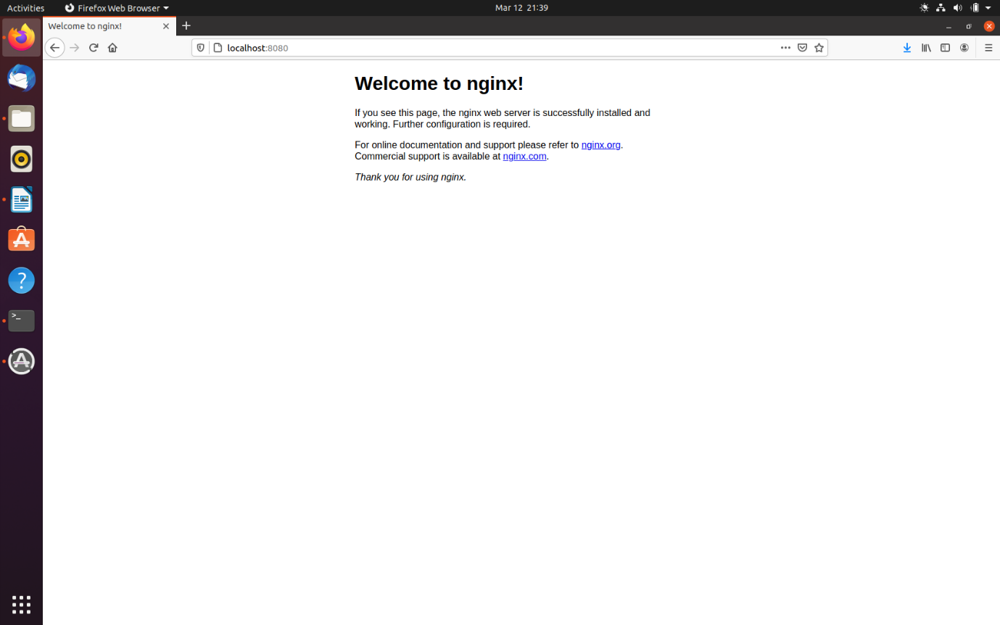 Activities
Firefox Web Browser
Mar 12 21:39
Welcome to nginx!
localhost:8080
Welcome to nginx!
If you see this page, the nginx web server is successfully installed and
working. Further configuration is required.
For online documentation and support please refer to nginx.org.
Commercial support is available at nginx.com.
Thank you for using nginx.